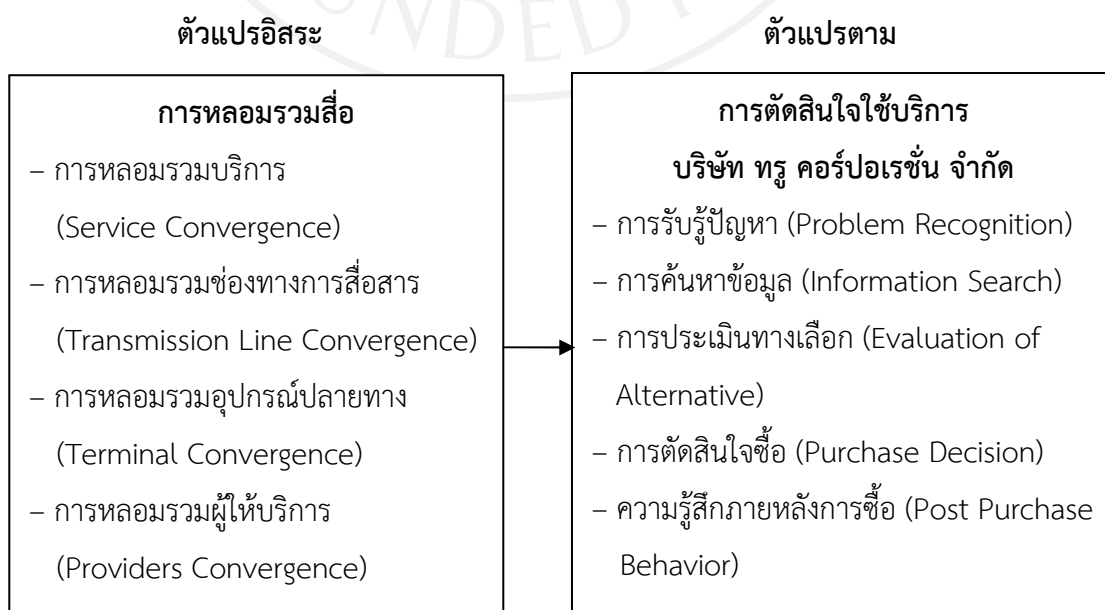 ตัวแปรอิสระ
การหลอมรวมสื่อ
– การหลอมรวมบริการ
(Service Convergence)
– การหลอมรวมช่องทางการสื่อสาร
(Transmission Line Convergence)
– การหลอมรวมอุปกรณ์ปลายทาง
(Terminal Convergence)
– การหลอมรวมผู้ให้บริการ
(Providers Convergence)
ตัวแปรตาม
การตัดสินใจใช้บริการ
บริษัท ทรู คอร์ปอเรชั่น จำกัด
– การรับรู้ปัญหา (Problem Recognition)
– การค้นหาข้อมูล (Information Search)
– การประเมินทางเลือก (Evaluation of
Alternative)
– การตัดสินใจซื้อ (Purchase Decision)
– ความรู้สึกภายหลังการซื้อ (Post Purchase
Behavior)